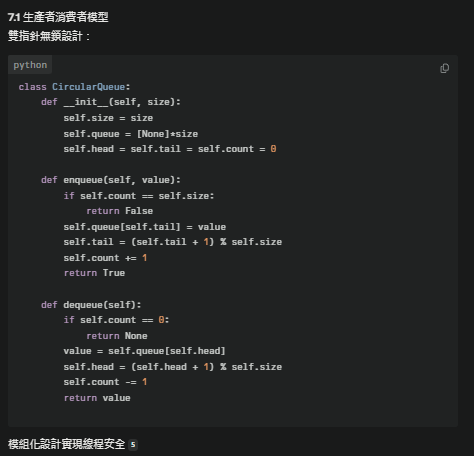 7.1 生產者消費者模型
雙指針無鎖設計：
python
class CircularQueue:
    def __init__(self, size):
        self.size = size
        self.queue = [None]*size
        self.head = self.tail = self.count = 0
    def enqueue(self, value):
        if self.count == self.size:
            return False
        self.queue[self.tail] = value
        self.tail = (self.tail + 1) % self.size
        self.count += 1
        return True
    def dequeue(self):
        if self.count == 0:
            return None
        value = self.queue[self.head]
        self.head = (self.head + 1) % self.size
        self.count -= 1
        return value
模組化設計實現線程安全 5